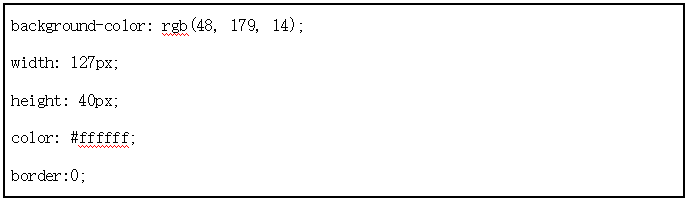 background-color: rgb(48, 179, 14);
width: 127px;
height: 40px;
color: #ffffff;
border:0;